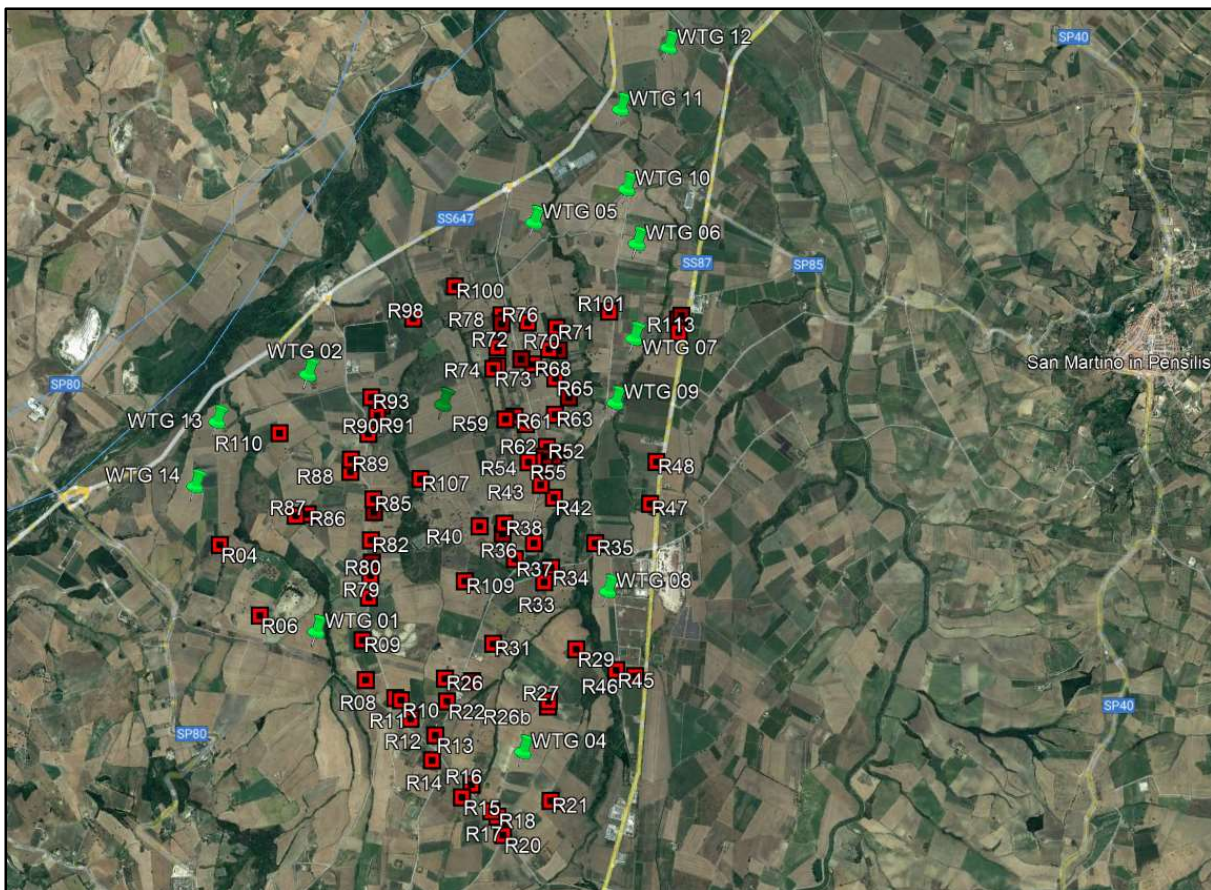 WTG 12
SP40
WTG 11
WTG 10
WTG 05
SS647
WTG 06
SS87
SP85
R100
R98
R78
R76
R101
R71
R113
R72
R70
WTG 07
WTG 02
R74
R73
R68
San Martino in Pensilis
SP80
R65
WTG 09
R93
WTG 13
R59
R61
R63
R110
R90
R91
R62
R52
R54
R55
R48
R89
R88
WTG 14
R107
R43
R42
R47
R87
R86
R85
R40
R38
R36
R35
R04
R82
R80
R37
R34
R109
R33
WTG 08
R79
R06
WTG 01
R09
R31
R29
R46
R45
R26
R08
R10
R22
R27
R11
R26b
R12
R13
SP40
SP80
WTG 04
R14
R16
R15
R21
R18
R17
R20